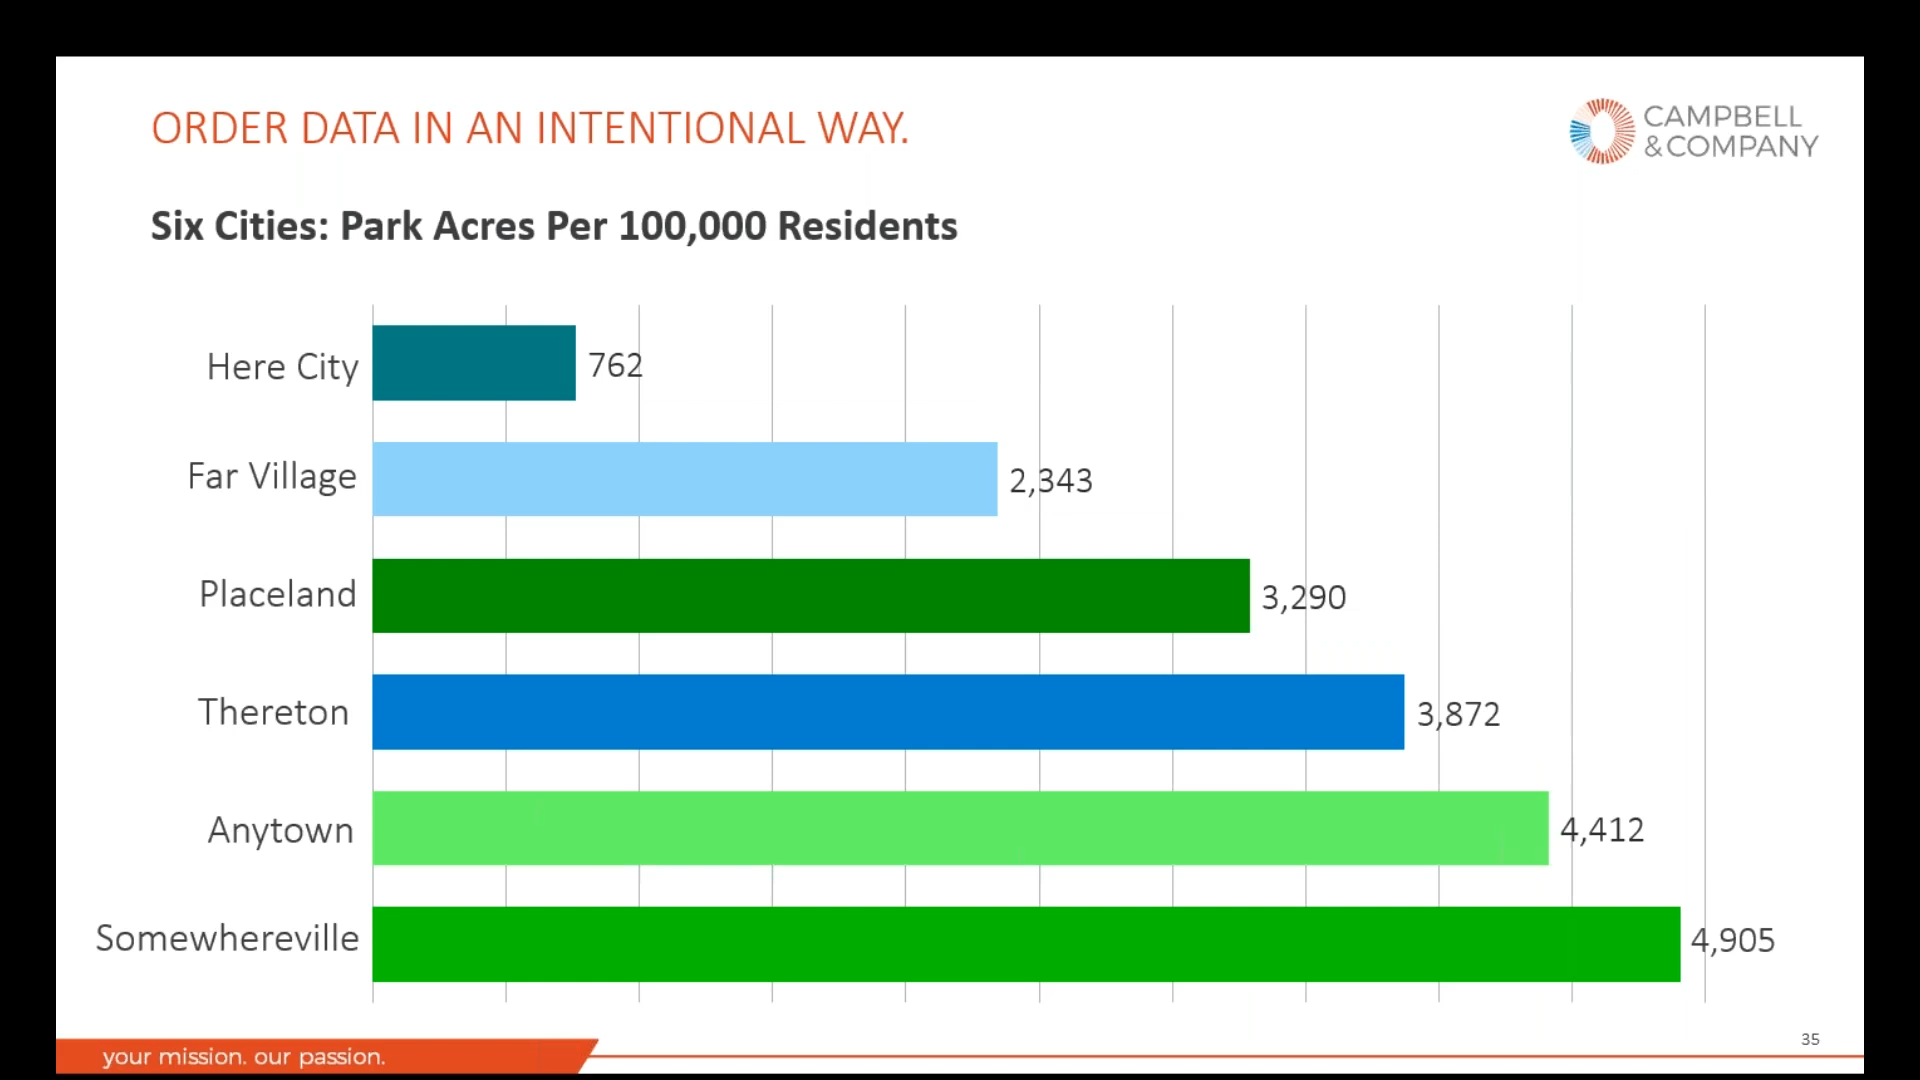 ORDER DATA IN AN INTENTIONAL WAY.
CAMPBELL
& COMPANY
Six Cities: Park Acres Per 100,000 Residents
Here City 762
Far Village 2,343
Placeland 3,290
Thereton 3,872
Anytown 4,412
Somewhereville 4,905
35
your mission. our passion.